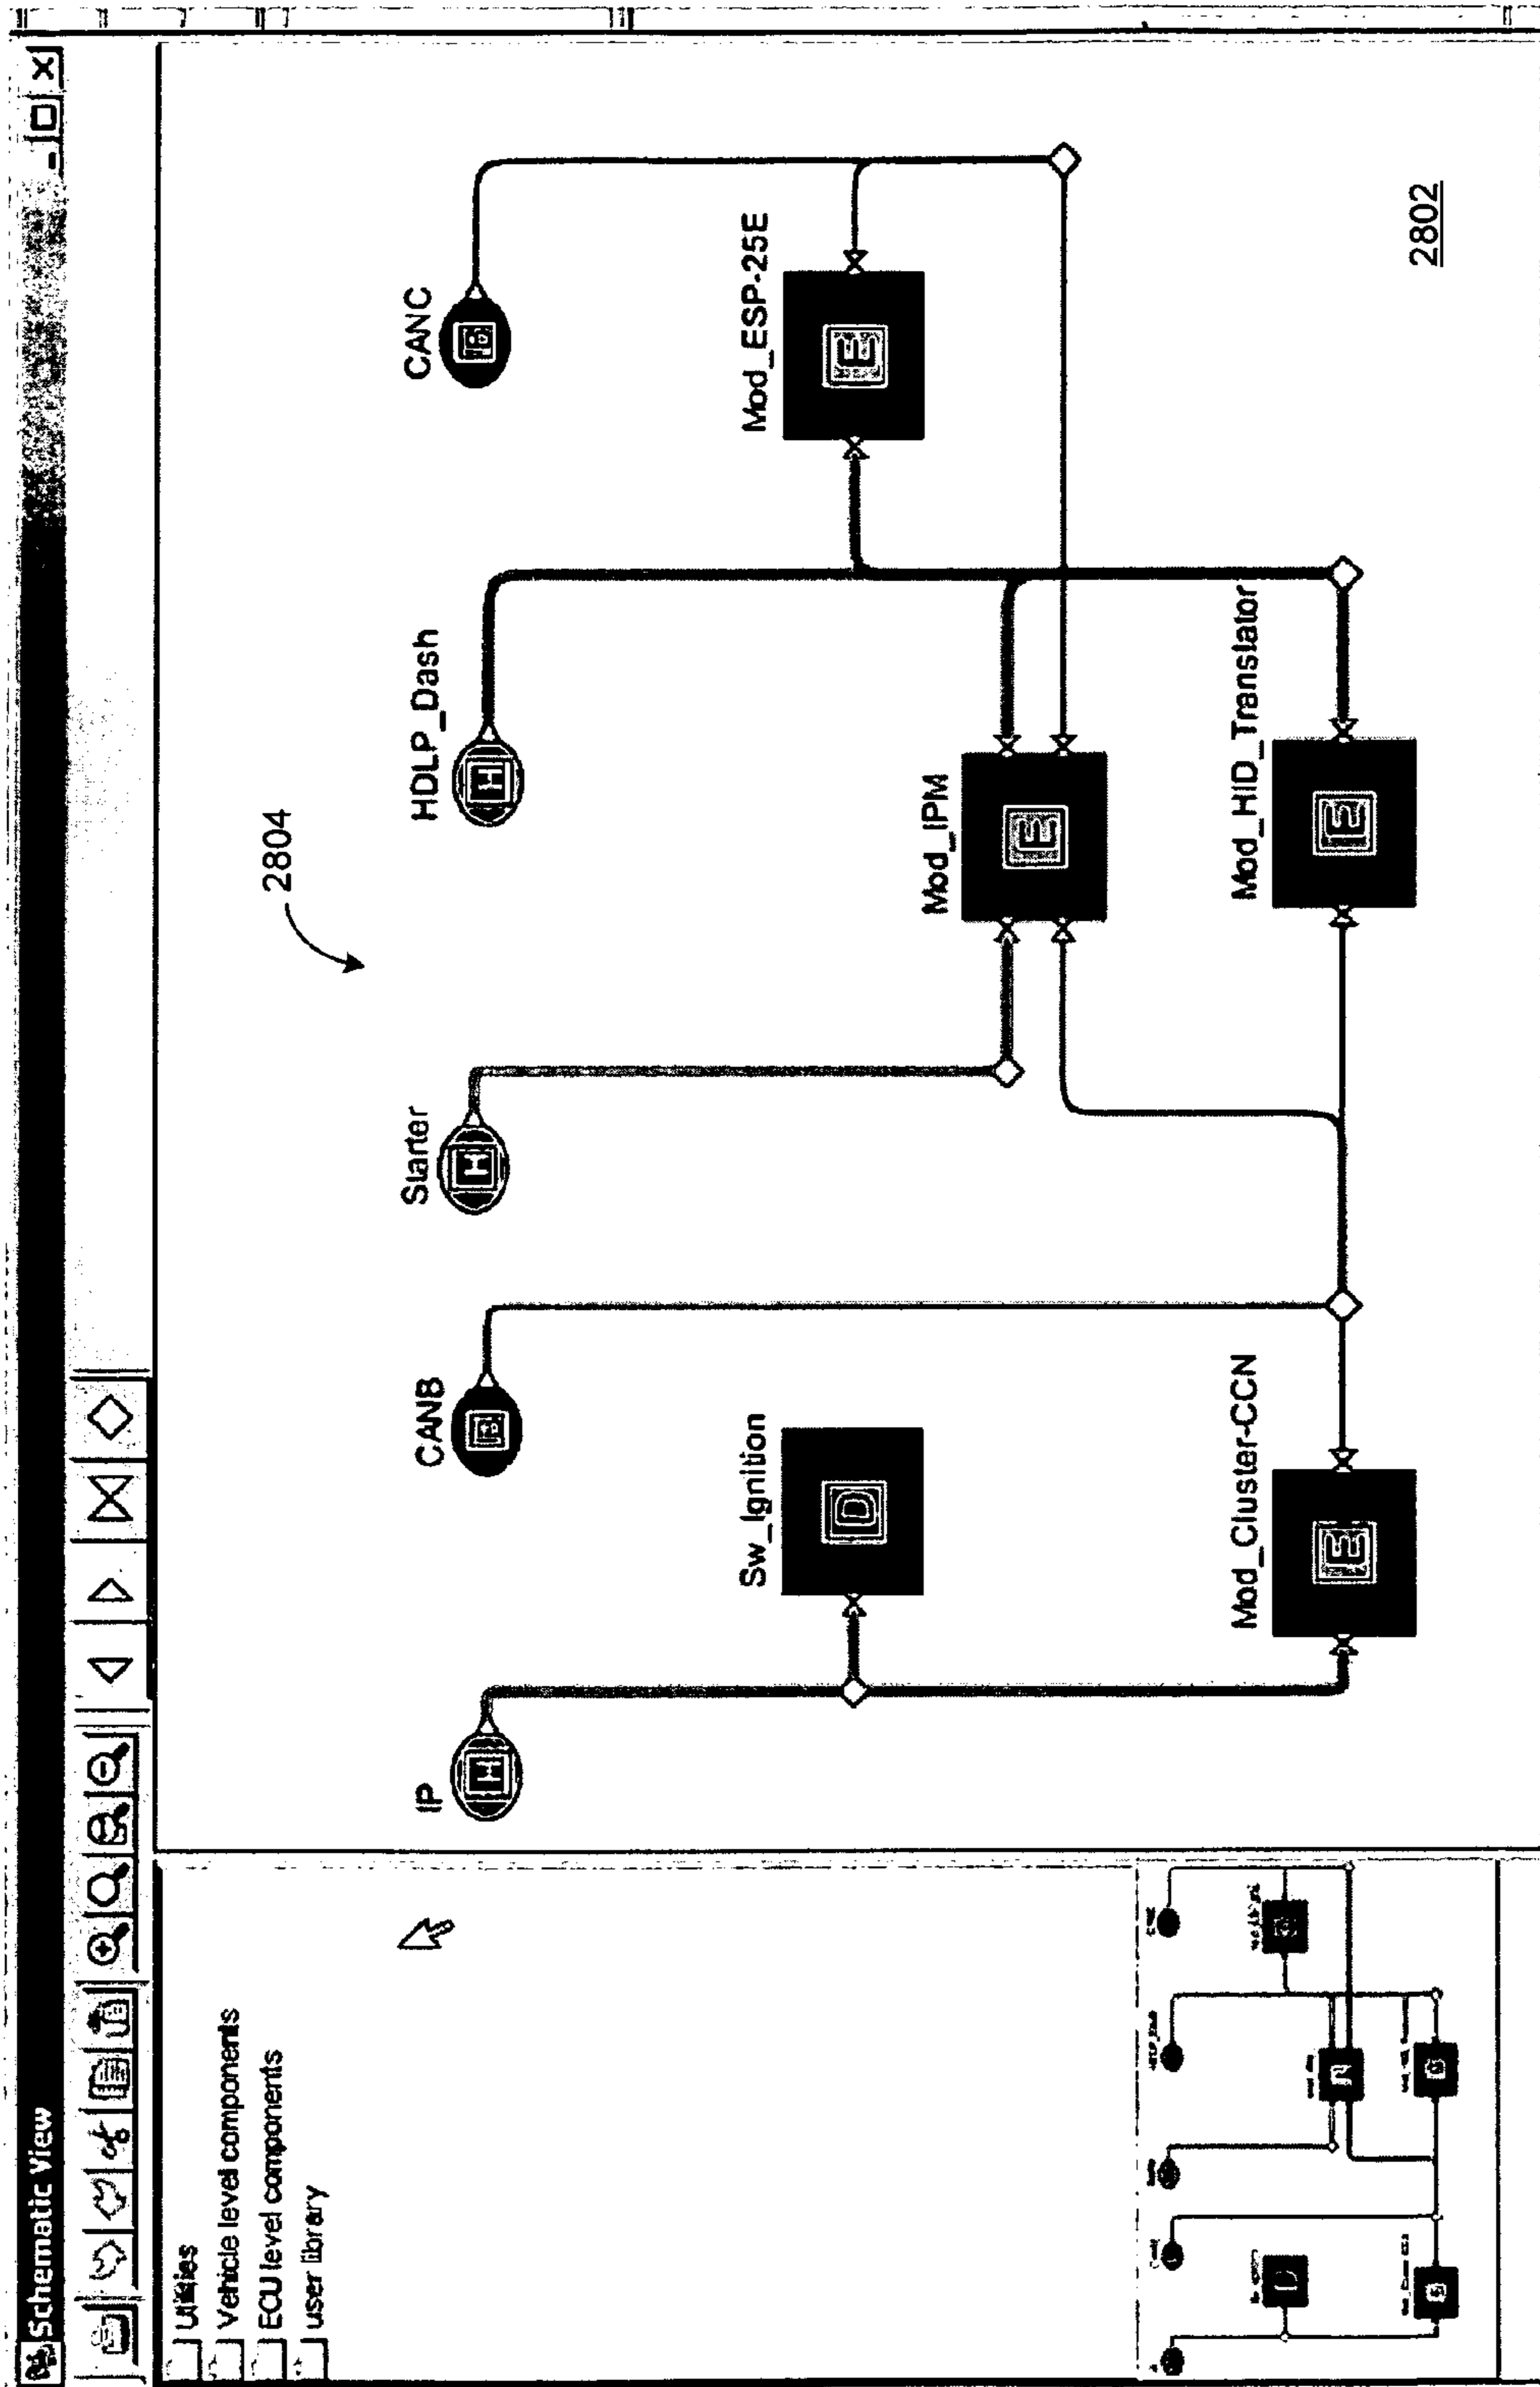 Schematic View
Utilities
Vehicle level components
ECU level components
user library
2804
IP
H
CANB
B
Starter
H
HDLP_Dash
H
CANC
B
Sw_Ignition
D
Mod_ESP-25E
E
Mod_IPM
E
Mod_Cluster-CCN
E
Mod_HID_Translator
E
2802